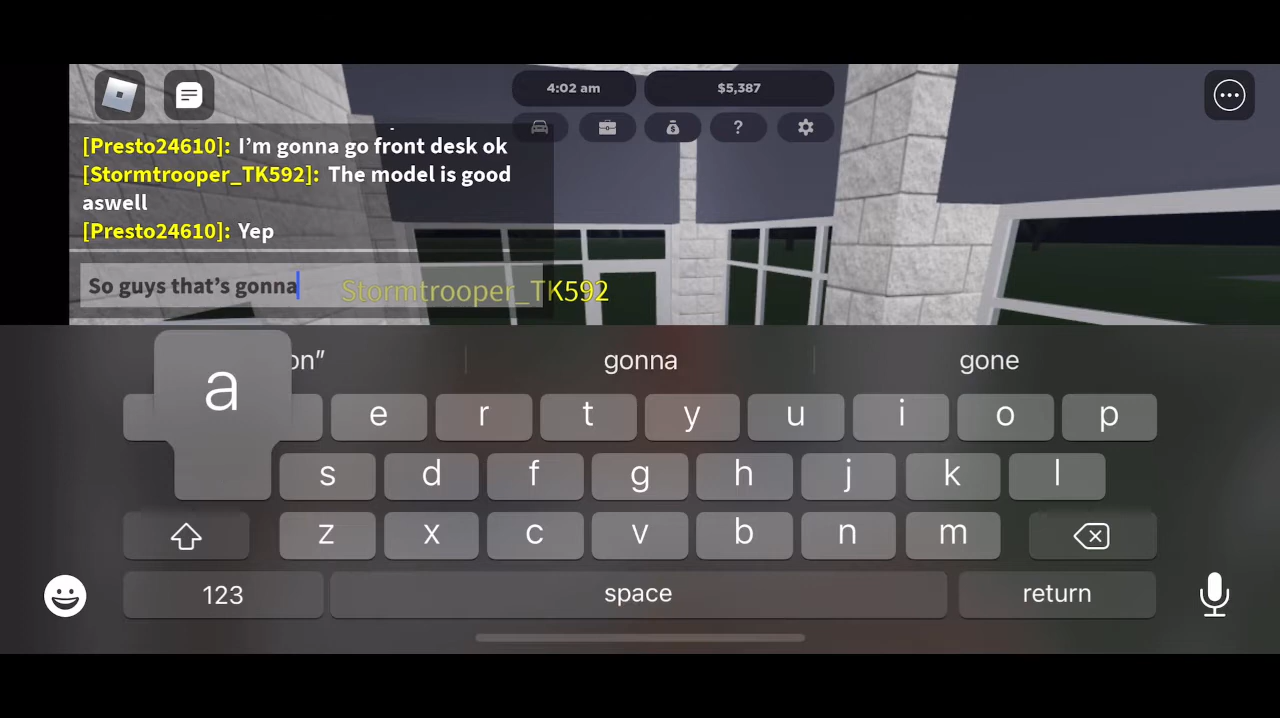 4:02 am
$5,387
?
[Presto24610]: I’m gonna go front desk ok
[Stormtrooper_TK592]: The model is good
aswell
[Presto24610]: Yep
So guys that’s gonna
Stormtrooper_TK592
on”
gonna
gone
a
e r t y u i o p
s d f g h j k l
z x c v b n m
123
space
return